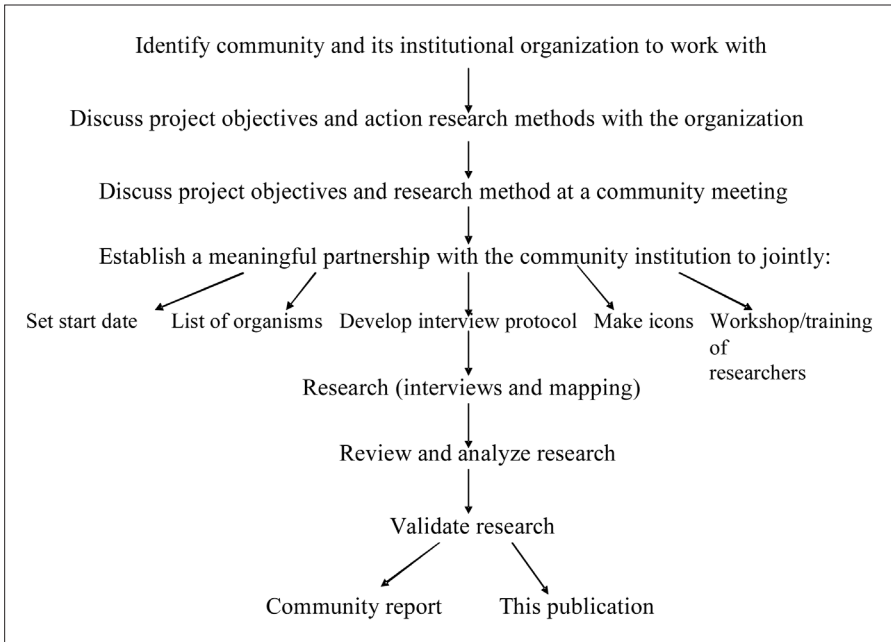 Identify community and its institutional organization to work with
Discuss project objectives and action research methods with the organization
Discuss project objectives and research method at a community meeting
Establish a meaningful partnership with the community institution to jointly:
Set start date
List of organisms
Develop interview protocol
Make icons
Workshop/training
of
researchers
Research (interviews and mapping)
Review and analyze research
Validate research
Community report
This publication